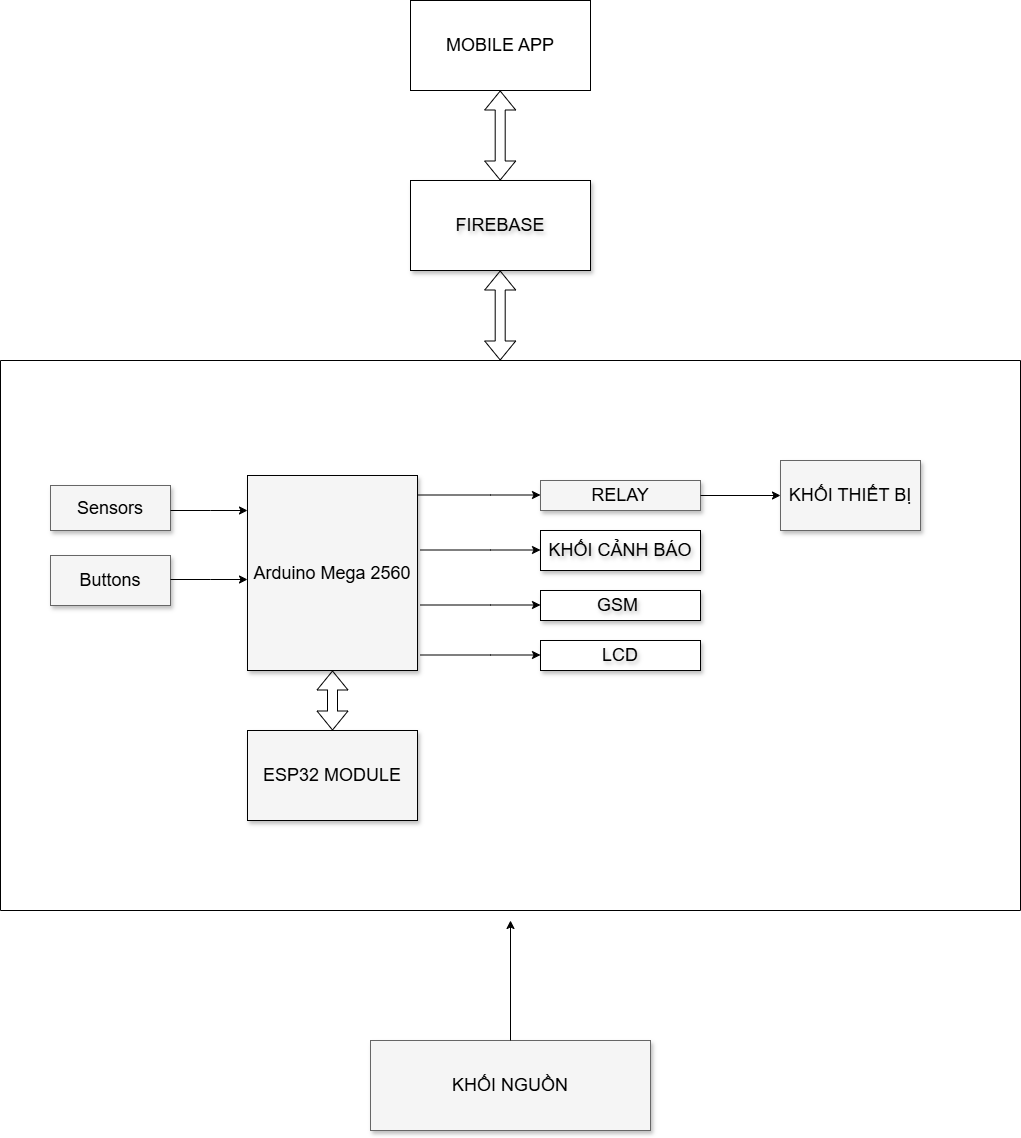 MOBILE APP
FIREBASE
Sensors
Buttons
Arduino Mega 2560
RELAY
KHỐI THIẾT BỊ
KHỐI CẢNH BÁO
GSM
LCD
ESP32 MODULE
KHỐI NGUỒN